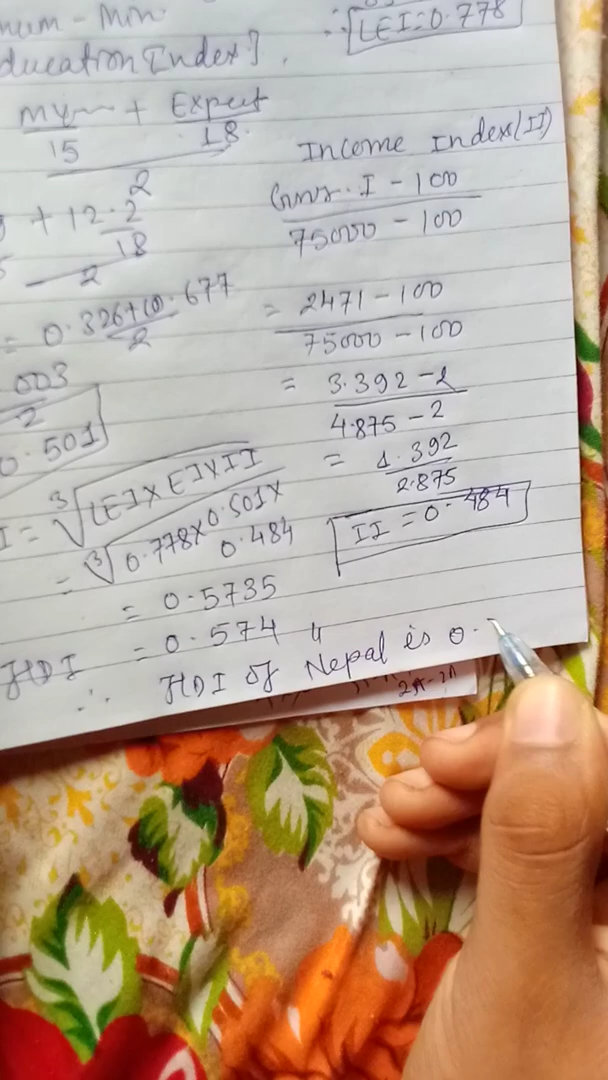 num - Min
ducation Index].
∴ LEI = 0.778
+ Expect
15 18
2
+ 12.2
18
2
= 0.326 + 0.677
2
.003
2
0.501
Income Index (II)
I - 100
75000 - 100
= 2471 - 100
75000 - 100
= 3.392 - 2
4.875 - 2
= 1.392
2.875
II = 0.484
I = ∛LEI X EI X II
= ∛0.778 X 0.501 X
0.484
= 0.5735
HDI = 0.574 "
∴ HDI of Nepal is 0.